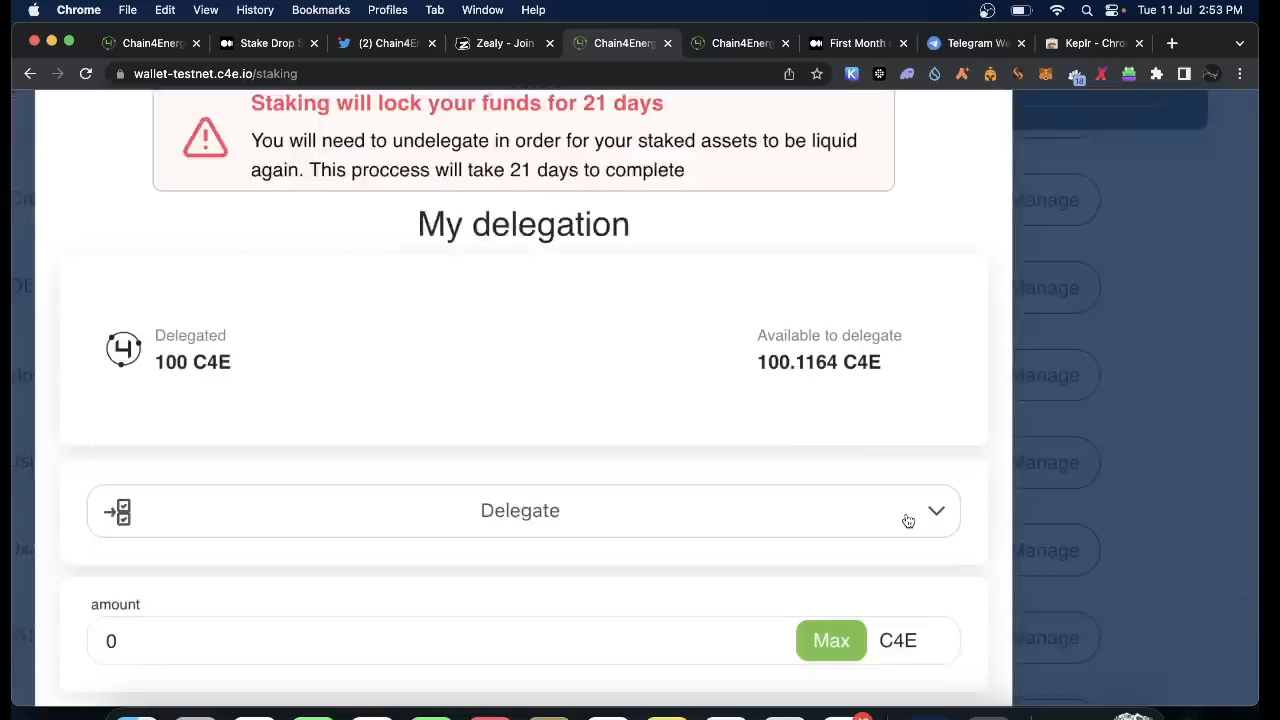 Chrome File Edit View History Bookmarks Profiles Tab Window Help Tue 11 Jul 2:53 PM
Chain4Energ Stake Drop S (2) Chain4E Zealy - Join Chain4Energ Chain4Energ First Month Telegram We Keplr - Chro
wallet-testnet.c4e.io/staking 18
Staking will lock your funds for 21 days
You will need to undelegate in order for your staked assets to be liquid
again. This proccess will take 21 days to complete
My delegation
Manage
Manage
Delegated Available to delegate
100 C4E 100.1164 C4E
Manage
Manage
Delegate
Manage
amount
0 Max C4E
Manage